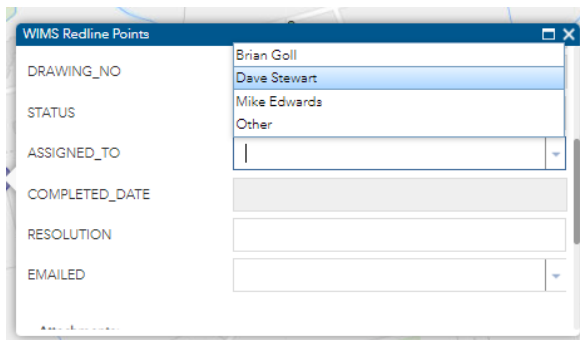 WIMS Redline Points
DRAWING_NO
Brian Goll
Dave Stewart
Mike Edwards
Other
STATUS
ASSIGNED_TO
COMPLETED_DATE
RESOLUTION
EMAILED